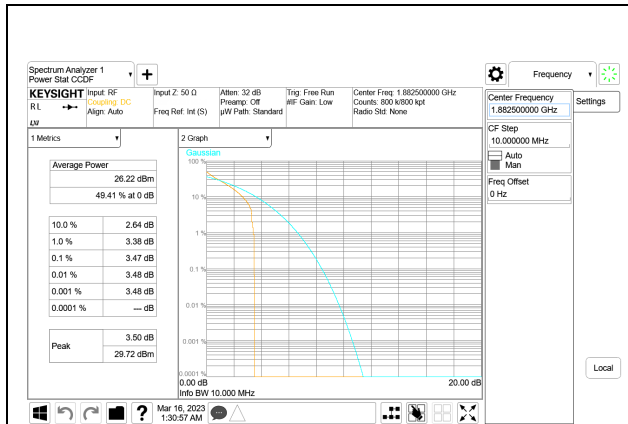 Spectrum Analyzer 1
Power Stat CCDF
Frequency
KEYSIGHT
RL
Input: RF
Coupling: DC
Align: Auto
Input Z: 50 Ω
Freq Ref: Int (S)
Atten: 32 dB
Preamp: Off
µW Path: Standard
Trig: Free Run
#IF Gain: Low
Center Freq: 1.882500000 GHz
Counts: 800 k/800 kpt
Radio Std: None
Center Frequency
1.882500000 GHz
Settings
CF Step
10.000000 MHz
Auto
Man
Freq Offset
0 Hz
1 Metrics
Average Power
26.22 dBm
49.41 % at 0 dB
10.0 % 2.64 dB
1.0 % 3.38 dB
0.1 % 3.47 dB
0.01 % 3.48 dB
0.001 % 3.48 dB
0.0001 % --- dB
Peak
3.50 dB
29.72 dBm
2 Graph
Gaussian
100 %
10 %
1 %
0.1 %
0.01 %
0.001 %
0.0001 %
0.00 dB 20.00 dB
Info BW 10.000 MHz
Local
?
Mar 16, 2023
1:30:57 AM